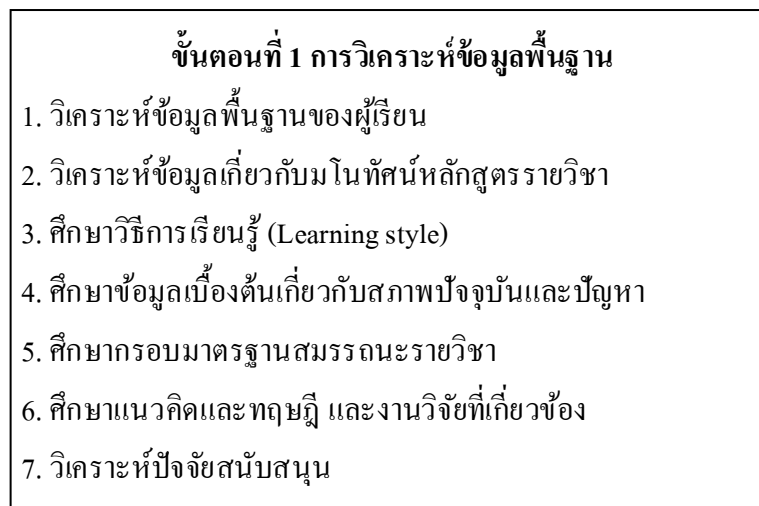 ขั้นตอนที่ 1 การวิเคราะห์ข้อมูลพื้นฐาน
1. วิเคราะห์ข้อมูลพื้นฐานของผู้เรียน
2. วิเคราะห์ข้อมูลเกี่ยวกับมโนทัศน์หลักสูตรรายวิชา
3. ศึกษาวิธีการเรียนรู้ (Learning style)
4. ศึกษาข้อมูลเบื้องต้นเกี่ยวกับสภาพปัจจุบันและปัญหา
5. ศึกษากรอบมาตรฐานสมรรถนะรายวิชา
6. ศึกษาแนวคิดและทฤษฎี และงานวิจัยที่เกี่ยวข้อง
7. วิเคราะห์ปัจจัยสนับสนุน